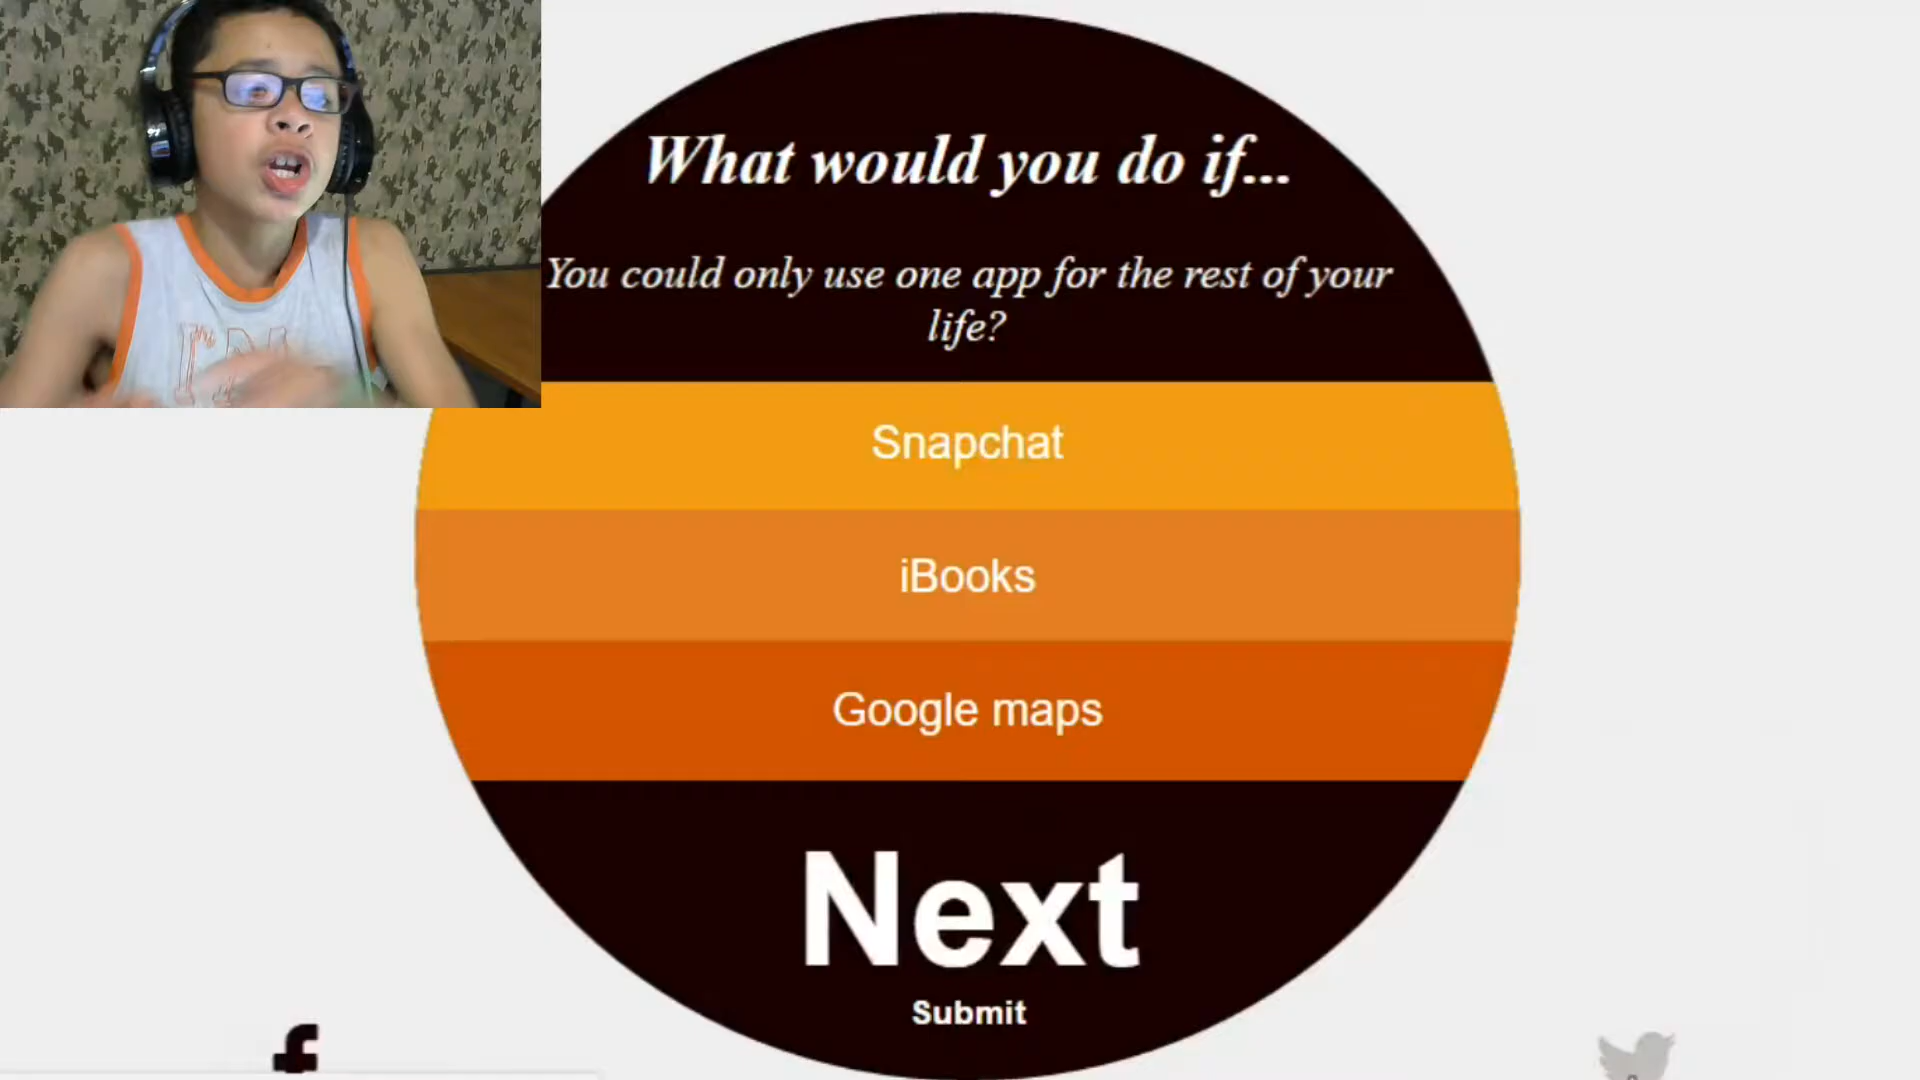 What would you do if...
You could only use one app for the rest of your
life?
Snapchat
iBooks
Google maps
Next
Submit